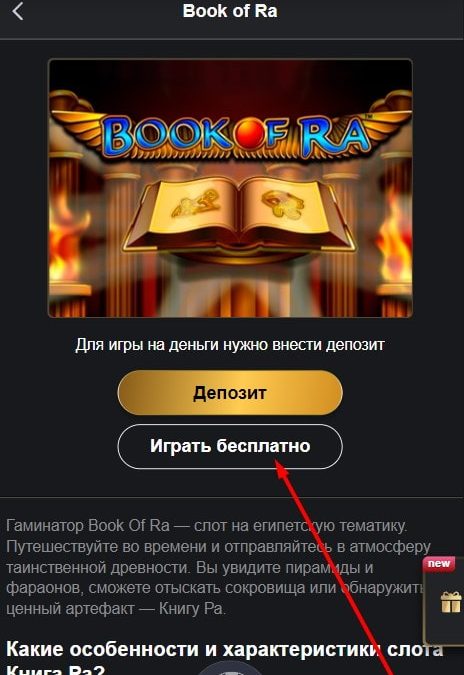 Book of Ra
BOOK OF RA™
Для игры на деньги нужно внести депозит
Депозит
Играть бесплатно
Гаминатор Book Of Ra — слот на египетскую тематику.
Путешествуйте во времени и отправляйтесь в атмосферу
таинственной древности. Вы увидите пирамиды и
фараонов, сможете отыскать сокровища или обнаружить
ценный артефакт — Книгу Ра.
new
Какие особенности и характеристики слота
Книга Ра?